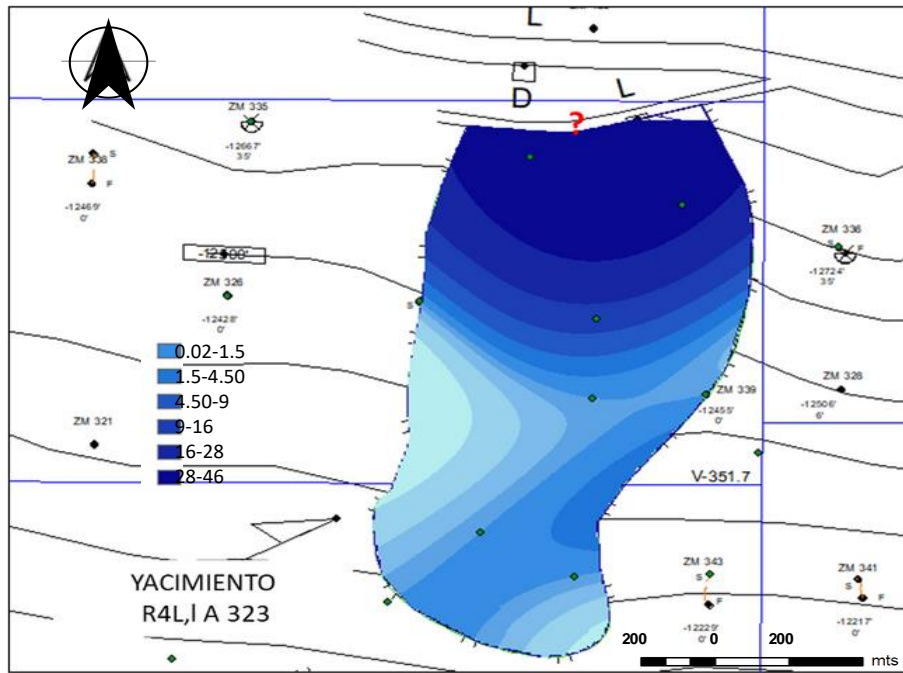 L
D
L
?
ZM 335
-12667'
35'
ZM 338
S
F
-12469'
0'
-12500'
ZM 326
-12428'
0'
S
ZM 336
S
F
-12724'
35'
0.02-1.5
1.5-4.50
4.50-9
9-16
16-28
28-46
ZM 339
-12455'
0'
ZM 328
-12506'
6'
ZM 321
V-351.7
YACIMIENTO
R4L,l A 323
ZM 343
S
F
-12229'
0'
ZM 341
S
F
-12217'
0'
200 0 200
mts